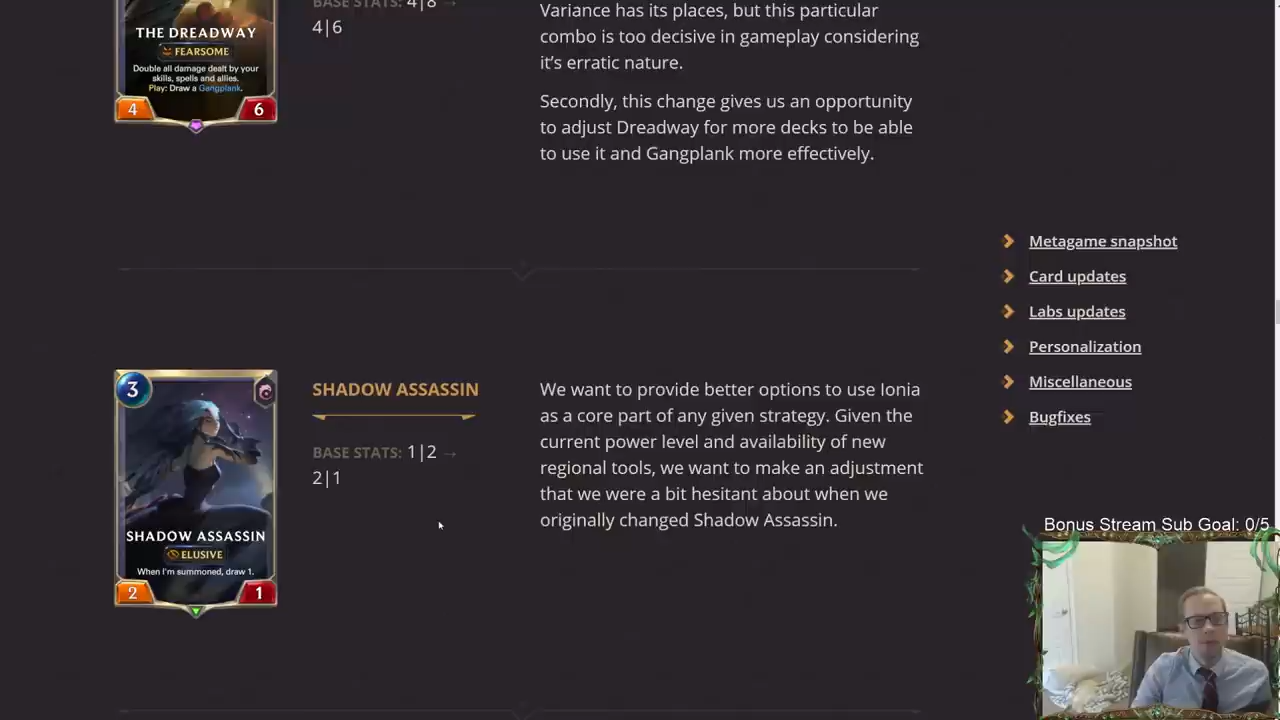 BASE STATS: 4|8 →
4|6
THE DREADWAY
FEARSOME
Double all damage dealt by your
skills, spells and allies.
Play: Draw a Gangplank.
4
6
Variance has its places, but this particular
combo is too decisive in gameplay considering
it's erratic nature.
Secondly, this change gives us an opportunity
to adjust Dreadway for more decks to be able
to use it and Gangplank more effectively.
Metagame snapshot
Card updates
Labs updates
Personalization
Miscellaneous
Bugfixes
3
SHADOW ASSASSIN
ELUSIVE
When I'm summoned, draw 1.
2
1
SHADOW ASSASSIN
BASE STATS: 1|2 →
2|1
We want to provide better options to use Ionia
as a core part of any given strategy. Given the
current power level and availability of new
regional tools, we want to make an adjustment
that we were a bit hesitant about when we
originally changed Shadow Assassin.
Bonus Stream Sub Goal: 0/5